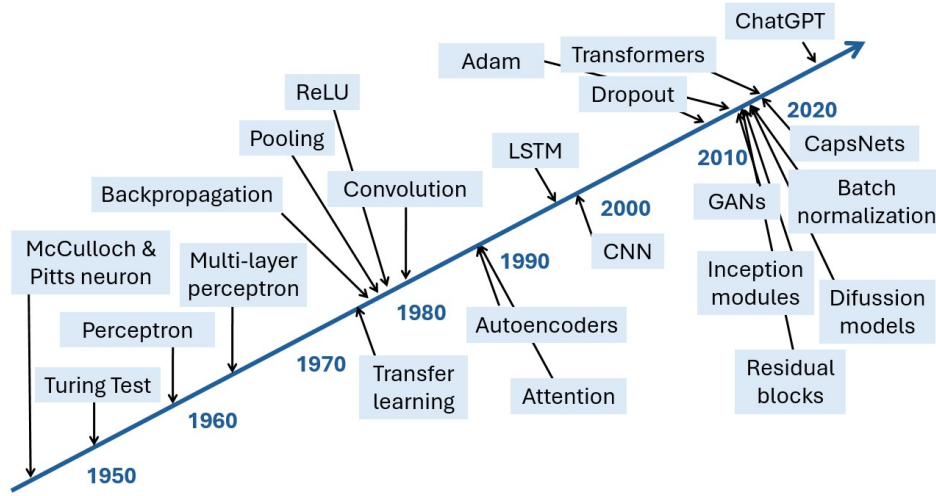 ChatGPT
Adam
Transformers
ReLU
Dropout
2020
Pooling
LSTM
CapsNets
2010
Backpropagation
Convolution
GANs
Batch
normalization
2000
McCulloch &
Pitts neuron
Multi-layer
perceptron
CNN
1990
Inception
modules
Difussion
models
1980
Autoencoders
Perceptron
1970
Transfer
learning
Attention
Residual
blocks
Turing Test
1960
1950